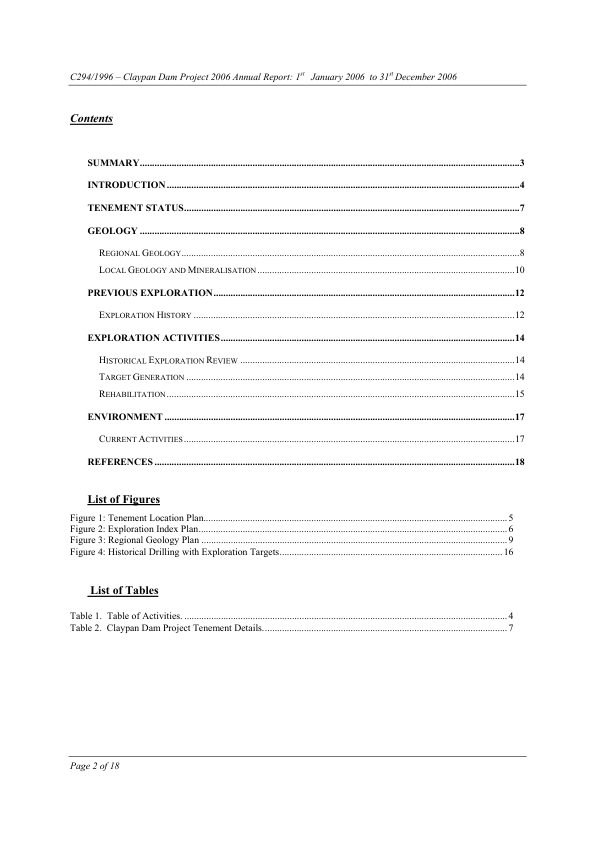 C294/1996 – Claypan Dam Project 2006 Annual Report: 1st January 2006 to 31st December 2006
Contents
SUMMARY.......................................................................................................3
INTRODUCTION.......................................................................................................4
TENEMENT STATUS.......................................................................................................7
GEOLOGY.......................................................................................................8
REGIONAL GEOLOGY.......................................................................................................8
LOCAL GEOLOGY AND MINERALISATION.......................................................................................................10
PREVIOUS EXPLORATION.......................................................................................................12
EXPLORATION HISTORY.......................................................................................................12
EXPLORATION ACTIVITIES.......................................................................................................14
HISTORICAL EXPLORATION REVIEW.......................................................................................................14
TARGET GENERATION.......................................................................................................14
REHABILITATION.......................................................................................................15
ENVIRONMENT.......................................................................................................17
CURRENT ACTIVITIES.......................................................................................................17
REFERENCES.......................................................................................................18
List of Figures
Figure 1: Tenement Location Plan.......................................................................................................5
Figure 2: Exploration Index Plan.......................................................................................................6
Figure 3: Regional Geology Plan.......................................................................................................9
Figure 4: Historical Drilling with Exploration Targets.......................................................................................................16
List of Tables
Table 1. Table of Activities........................................................................................................4
Table 2. Claypan Dam Project Tenement Details........................................................................................................7
Page 2 of 18